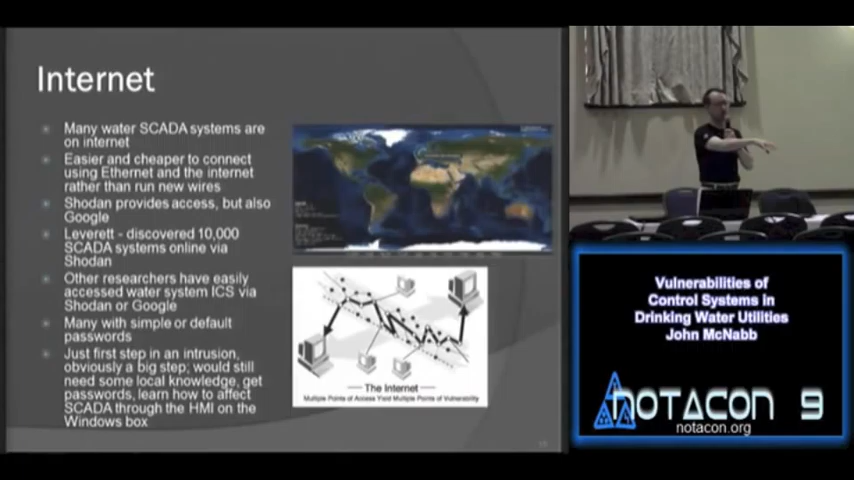 Internet
Many water SCADA systems are
on internet
Easier and cheaper to connect
using Ethernet and the internet
rather than run new wires
Shodan provides access, but also
Google
Leverett - discovered 10,000
SCADA systems online via
Shodan
Other researchers have easily
accessed water system ICS via
Shodan or Google
Many with simple or default
passwords
Just first step in an intrusion,
obviously a big step; would still
need some local knowledge, get
passwords, learn how to affect
SCADA through the HMI on the
Windows box
The Internet
Multiple Points of Access Yield Multiple Points of Vulnerability
Vulnerabilities of
Control Systems in
Drinking Water Utilities
John McNabb
NOTACON 9
notacon.org